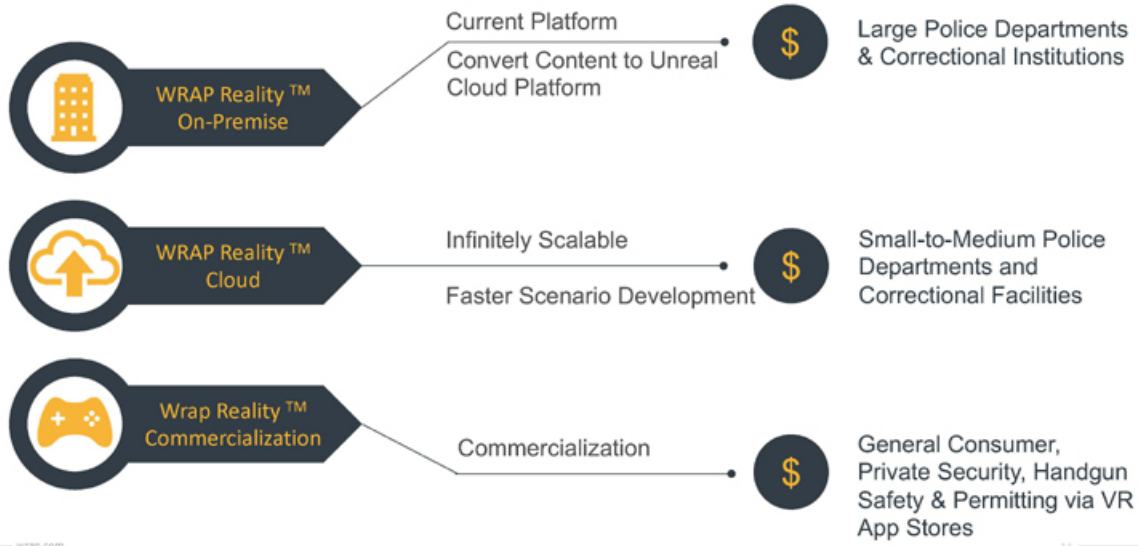 WRAP Reality TM
On-Premise
Current Platform
Convert Content to Unreal
Cloud Platform
$
Large Police Departments
& Correctional Institutions
WRAP Reality TM
Cloud
Infinitely Scalable
Faster Scenario Development
$
Small-to-Medium Police
Departments and
Correctional Facilities
Wrap Reality TM
Commercialization
Commercialization
$
General Consumer,
Private Security, Handgun
Safety & Permitting via VR
App Stores